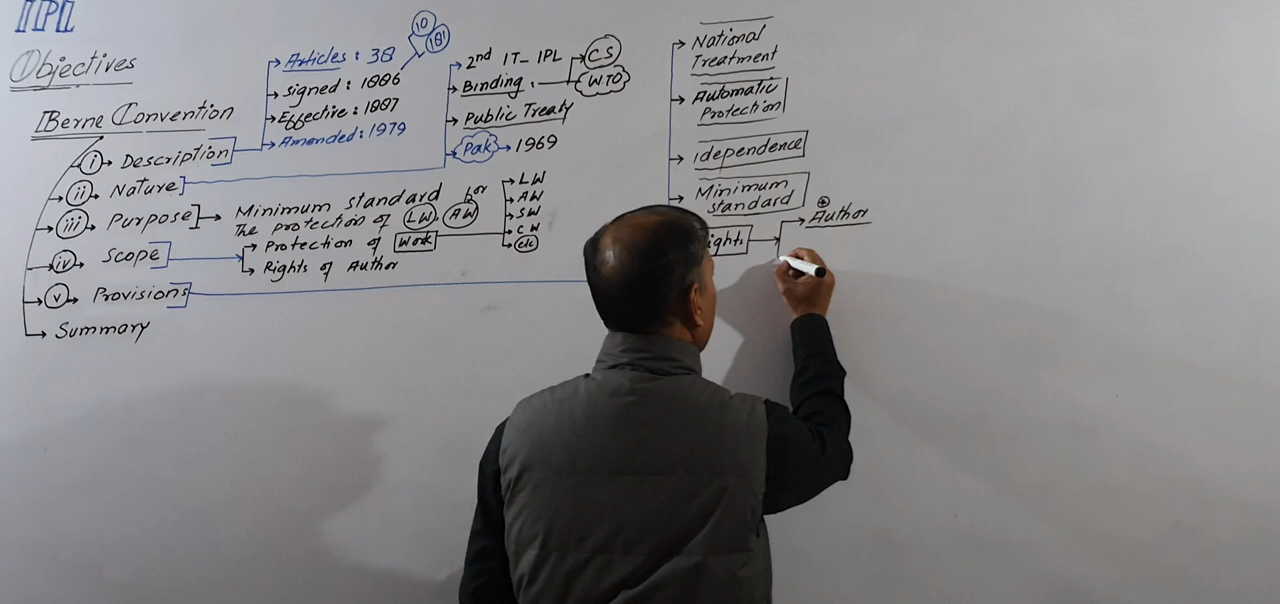 IPL
Objectives
Berne Convention
i Description
ii Nature
iii Purpose
iv Scope
v Provisions
Summary
Articles : 38
10
181
Signed : 1886
Effective : 1887
Amended : 1979
2nd IT- IPL
Binding .
CS
WTO
Public Treaty
Pak 1969
Minimum standard for
The protection of LW, AW
Protection of Work
Rights of Author
LW
AW
SW
CW
etc
National
Treatment
Automatic
Protection
Idependence
Minimum
standard
ights
Author